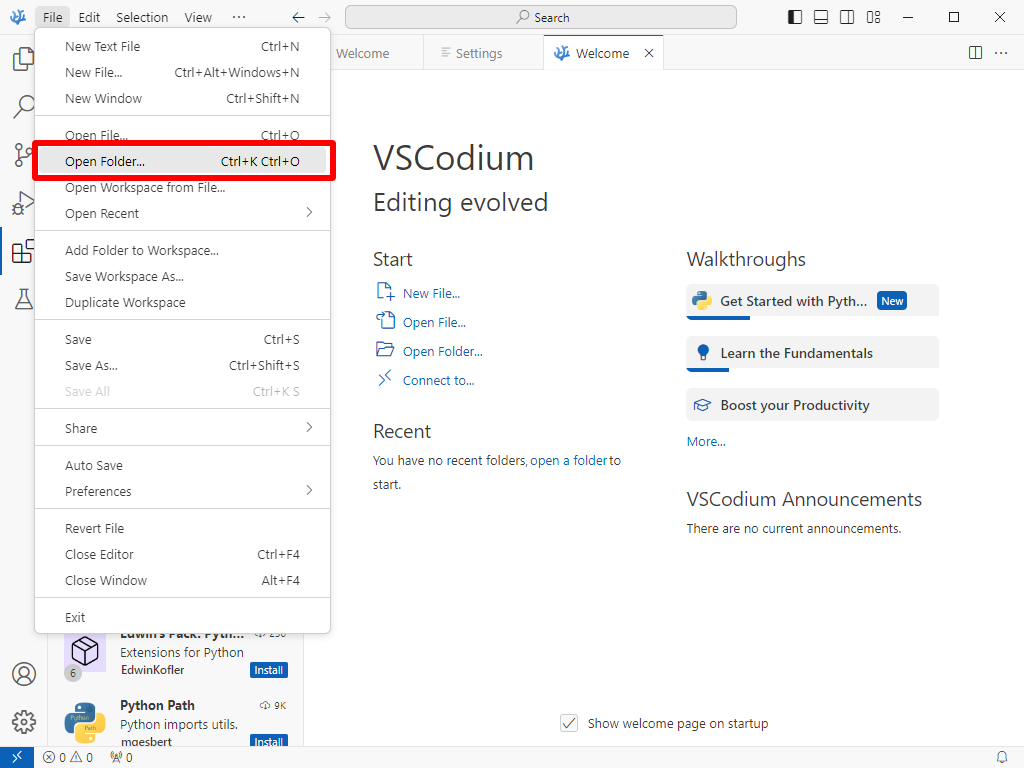 File Edit Selection View ··· Search
Welcome Settings Welcome
New Text File Ctrl+N
New File... Ctrl+Alt+Windows+N
New Window Ctrl+Shift+N
Open File... Ctrl+O
Open Folder... Ctrl+K Ctrl+O
Open Workspace from File...
Open Recent
Add Folder to Workspace...
Save Workspace As...
Duplicate Workspace
Save Ctrl+S
Save As... Ctrl+Shift+S
Save All Ctrl+K S
Share
Auto Save
Preferences
Revert File
Close Editor Ctrl+F4
Close Window Alt+F4
Exit
Edwin's Pack: Pyth... 230
Extensions for Python
EdwinKofler Install
6
Python Path 9K
Python imports utils.
mgesbert Install
Python
Path
VSCodium
Editing evolved
Start
New File...
Open File...
Open Folder...
Connect to...
Recent
You have no recent folders, open a folder to
start.
Walkthroughs
Get Started with Pyth... New
Learn the Fundamentals
Boost your Productivity
More...
VSCodium Announcements
There are no current announcements.
Show welcome page on startup
0 0 0